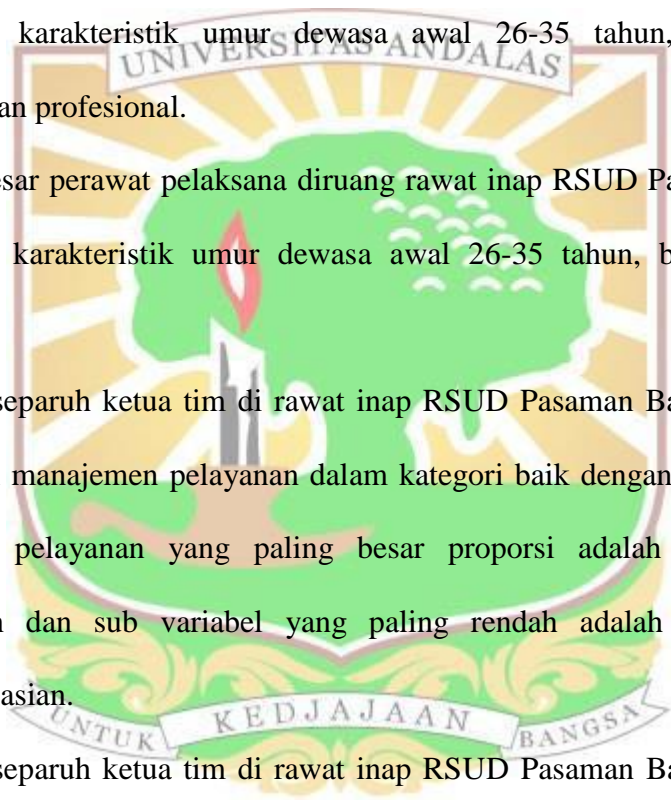 karakteristik umur dewasa awal 26-35 tahun,
UNIVERSITAS ANDALAS
an profesional.
esar perawat pelaksana diruang rawat inap RSUD Pa
karakteristik umur dewasa awal 26-35 tahun, b
separuh ketua tim di rawat inap RSUD Pasaman Ba
manajemen pelayanan dalam kategori baik dengan
pelayanan yang paling besar proporsi adalah
dan sub variabel yang paling rendah adalah
asian.
UNTUK KEDJAJAAN BANGSA
separuh ketua tim di rawat inap RSUD Pasaman Ba